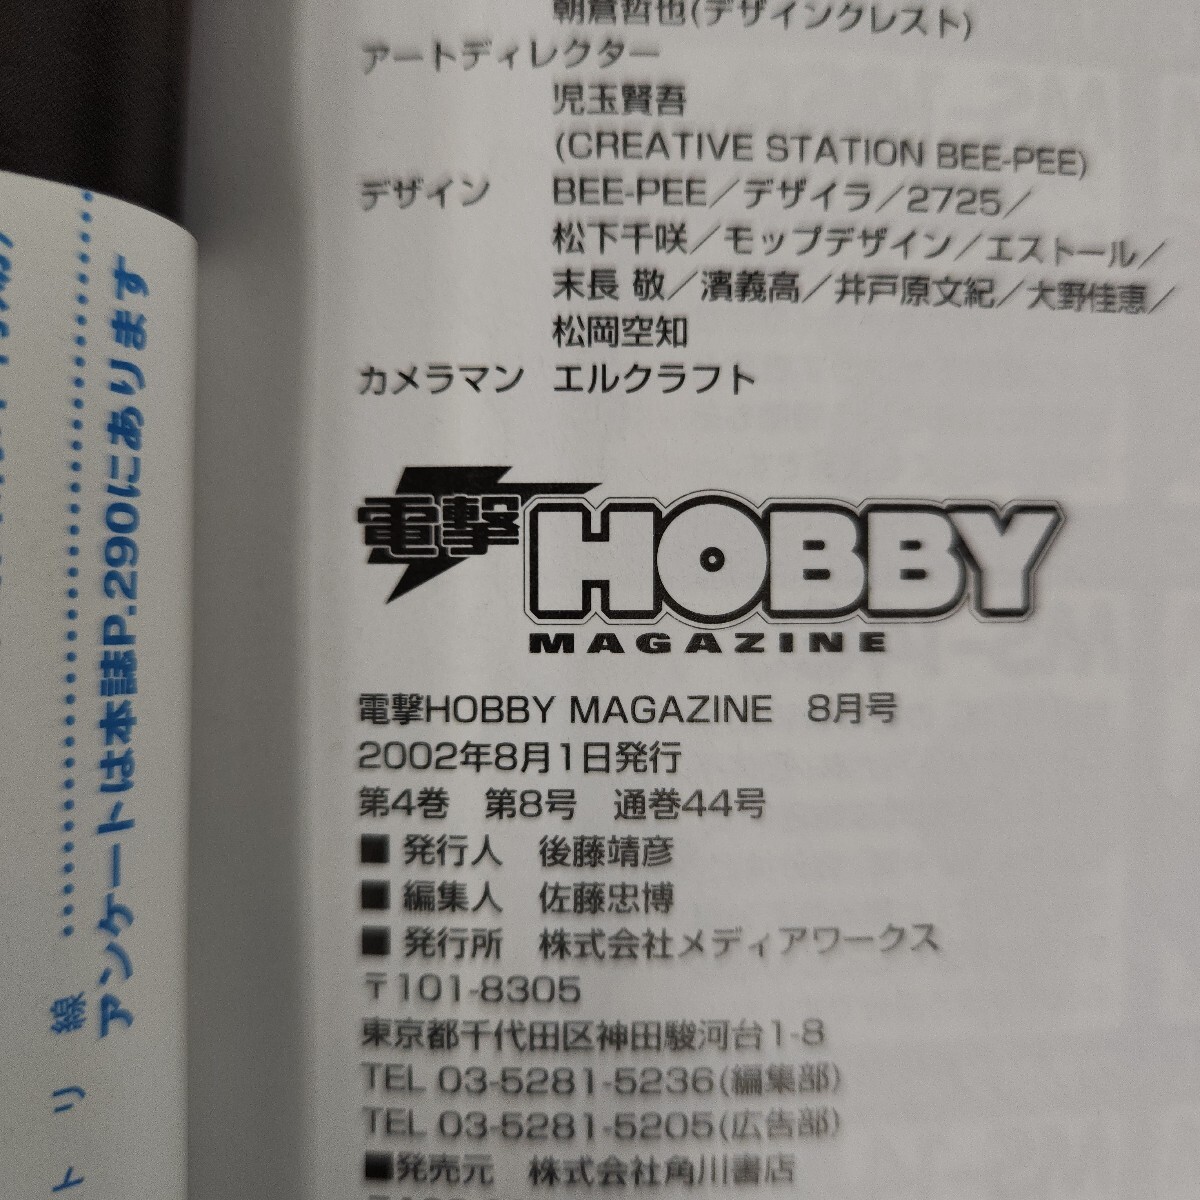 朝倉哲也(デザインクレスト)
アートディレクター
児玉賢吾
(CREATIVE STATION BEE-PEE)
デザイン BEE-PEE／デザイラ／2725／
松下千咲／モップデザイン／エストール／
末長 敬／濱義高／井戸原文紀／大野佳恵／
松岡空知
カメラマン エルクラフト
電撃HOBBY
MAGAZINE
電撃HOBBY MAGAZINE 8月号
2002年8月1日発行
第4巻 第8号 通巻44号
■ 発行人 後藤靖彦
■ 編集人 佐藤忠博
■ 発行所 株式会社メディアワークス
〒101-8305
東京都千代田区神田駿河台1-8
TEL 03-5281-5236(編集部)
TEL 03-5281-5205(広告部)
■発売元 株式会社角川書店
アンケートは本誌P.290にあります
トリ線